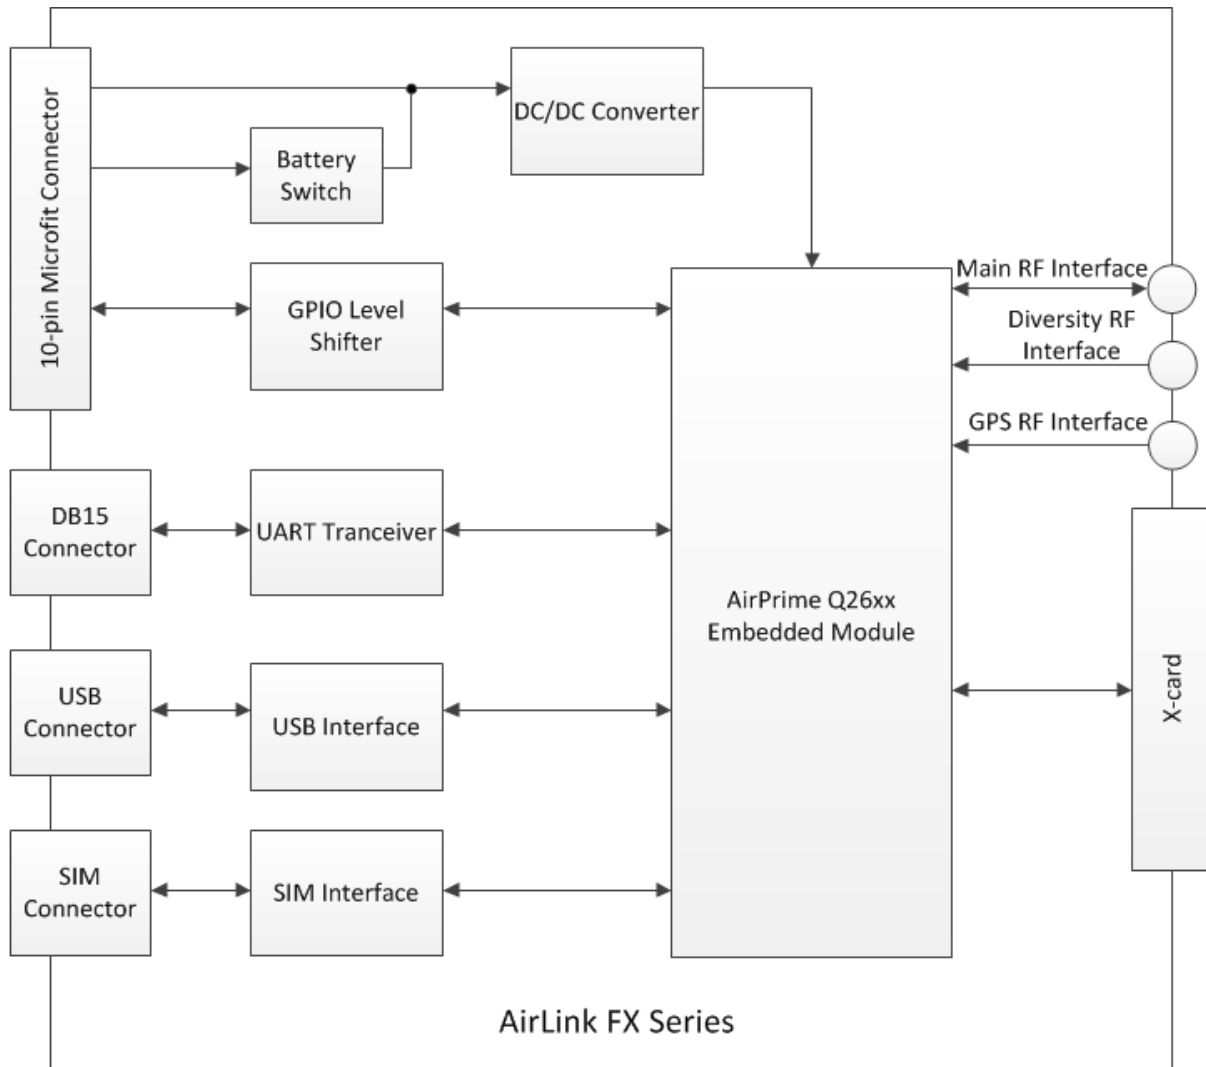 10-pin Microfit Connector
DC/DC Converter
Battery
Switch
GPIO Level
Shifter
Main RF Interface
Diversity RF
Interface
GPS RF Interface
DB15
Connector
UART Tranceiver
AirPrime Q26xx
Embedded Module
USB
Connector
USB Interface
X-card
SIM
Connector
SIM Interface
AirLink FX Series